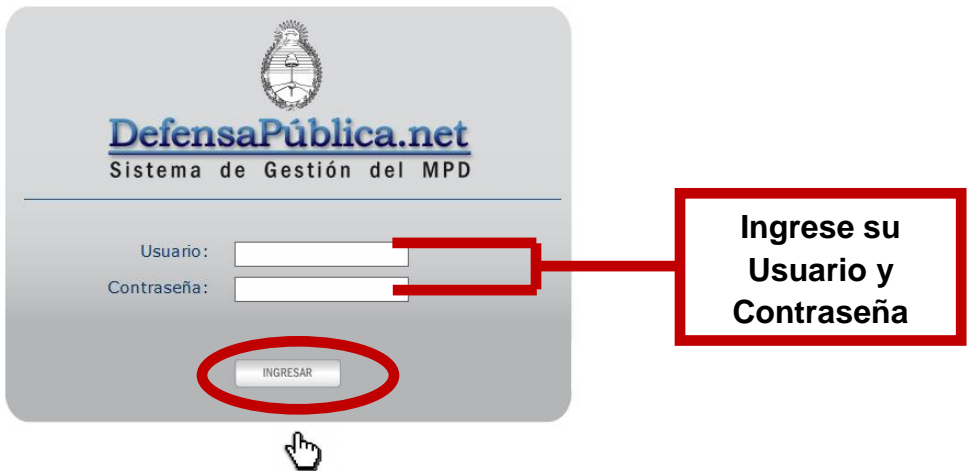 DefensaPública.net
Sistema de Gestión del MPD
Usuario:
Contraseña:
INGRESAR
Ingrese su
Usuario y
Contraseña